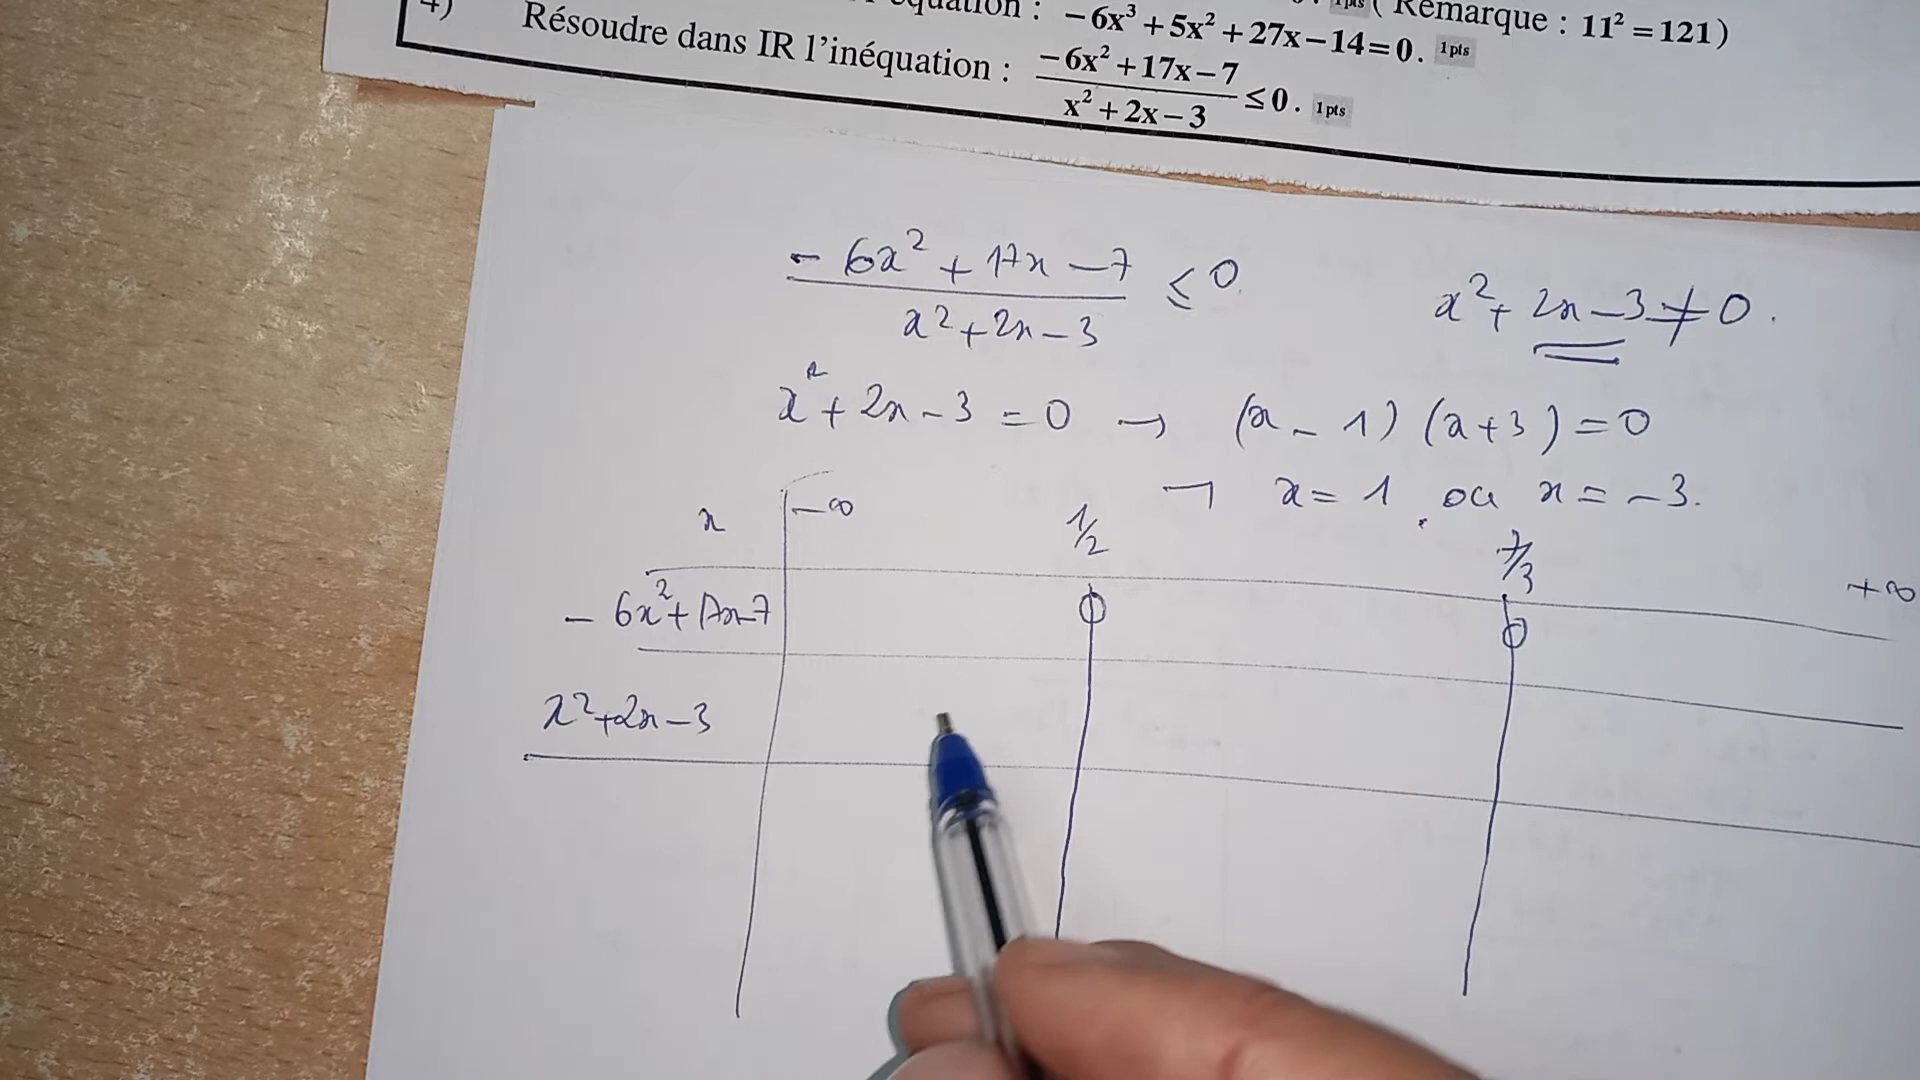 équation : −6x³+5x²+27x−14=0. 1pts ( Remarque : 11²=121)
4) Résoudre dans IR l'inéquation : (−6x²+17x−7)/(x²+2x−3) ≤0. 1pts
(− 6x² + 17x − 7)/(x² + 2x − 3) ≤ 0.
x² + 2x − 3 ≠ 0.
x² + 2x − 3 = 0 → (x − 1) (x+3) = 0
→ x = 1 ou x = −3.
x −∞ 1/2 7/3 +∞
− 6x² + 17x−7 0 0
x²+2x−3